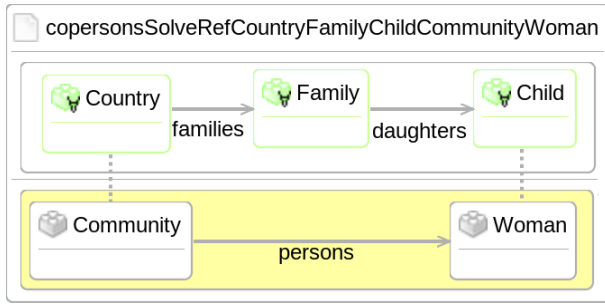 copersonsSolveRefCountryFamilyChildCommunityWoman
Country
Family
Child
families
daughters
Community
Woman
persons